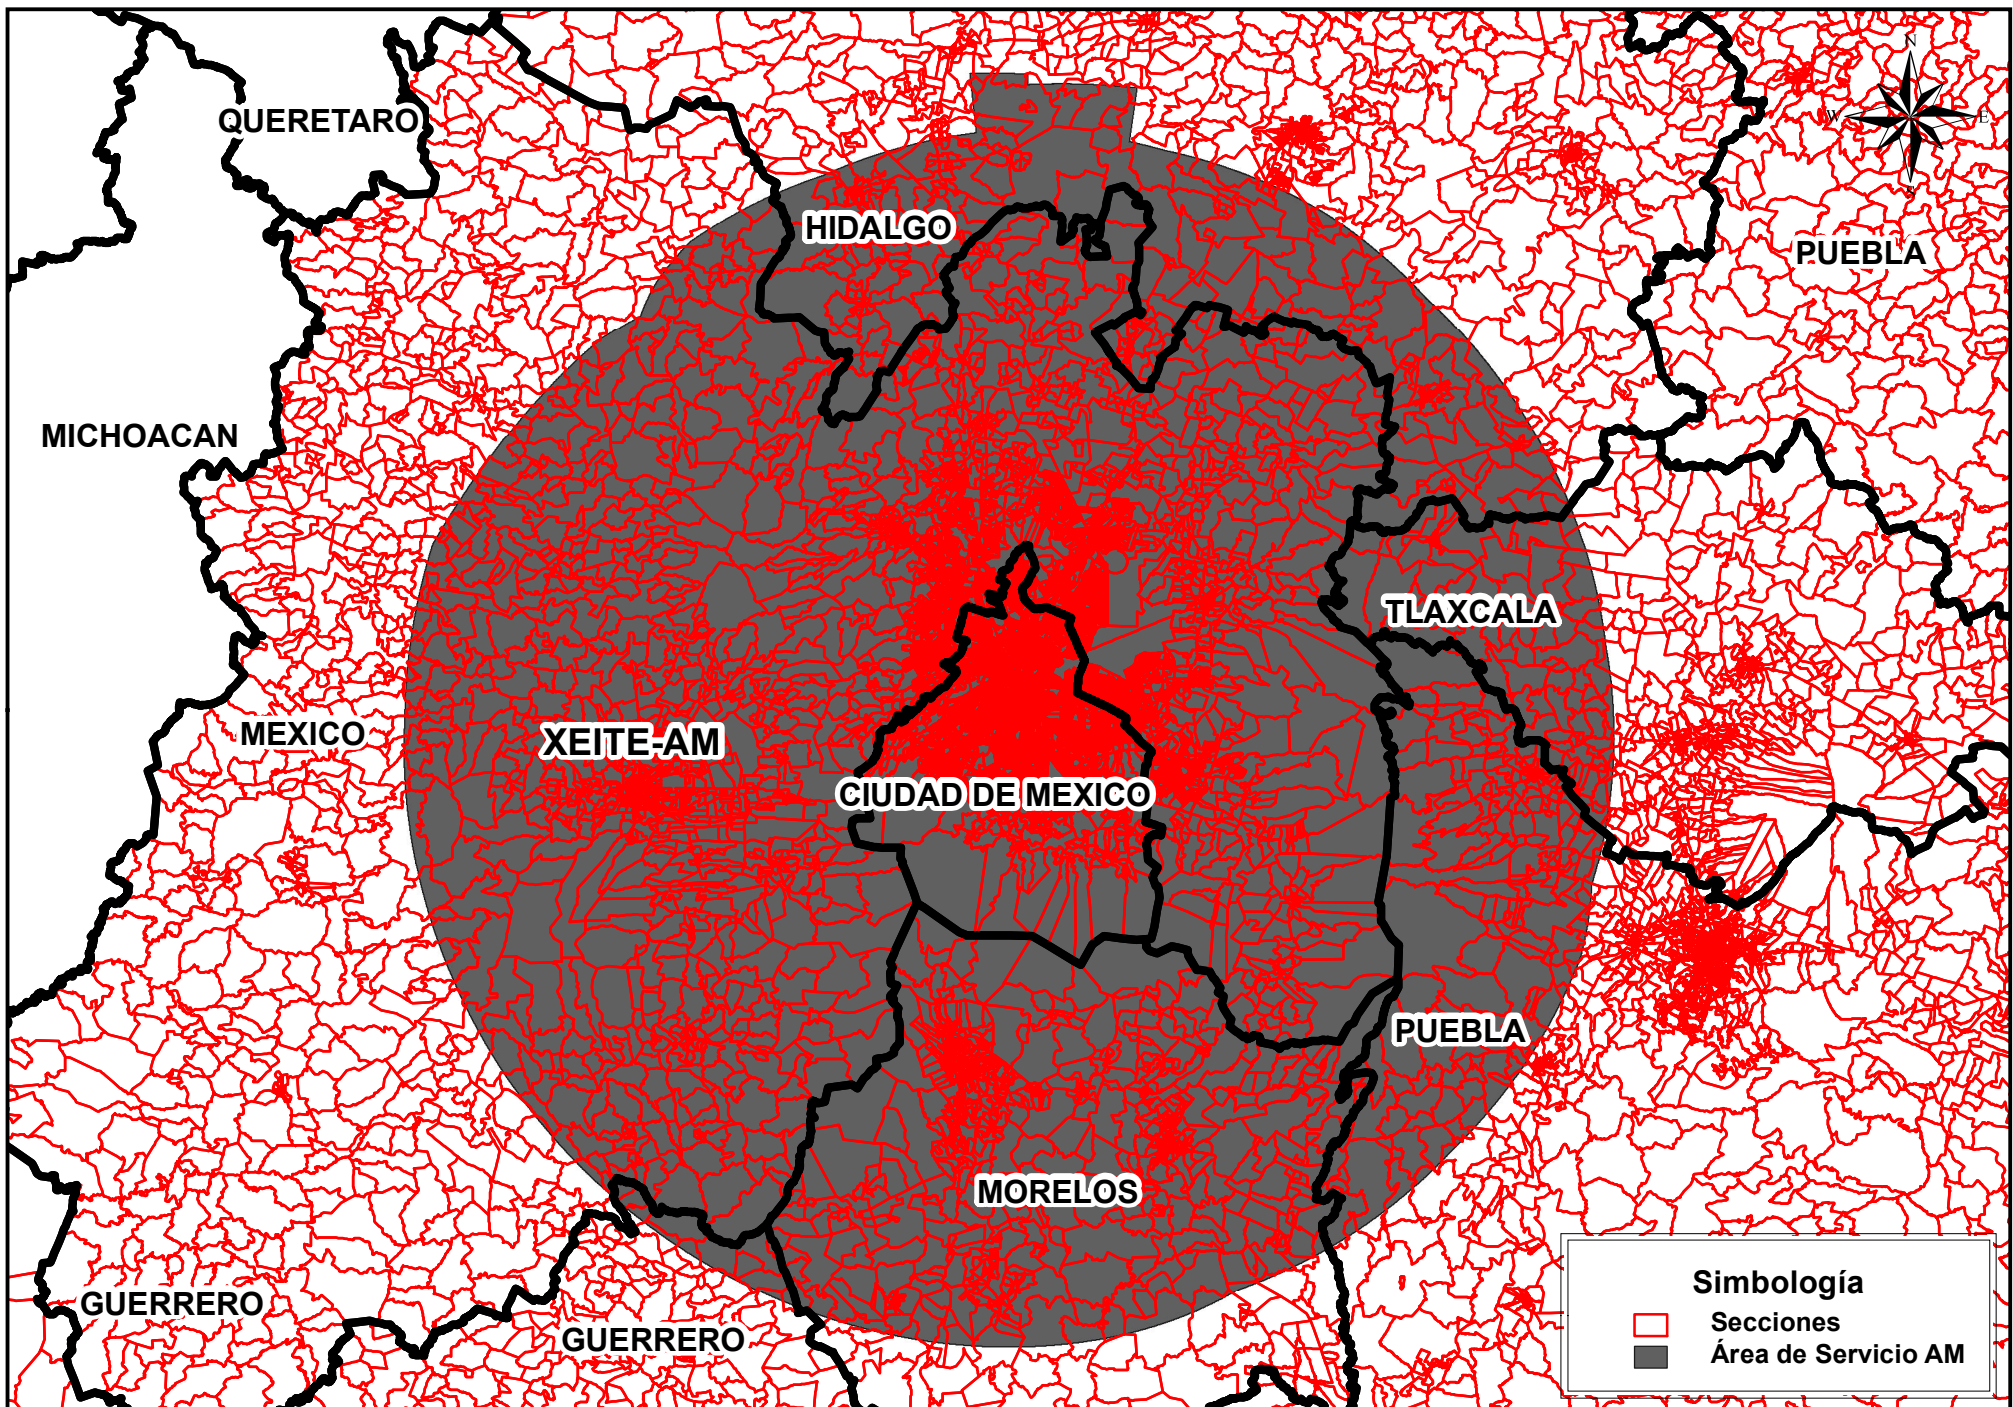 N
W
E
S
QUERETARO
HIDALGO
PUEBLA
MICHOACAN
TLAXCALA
MEXICO
XEITE-AM
CIUDAD DE MEXICO
PUEBLA
MORELOS
GUERRERO
GUERRERO
Simbología
Secciones
Área de Servicio AM